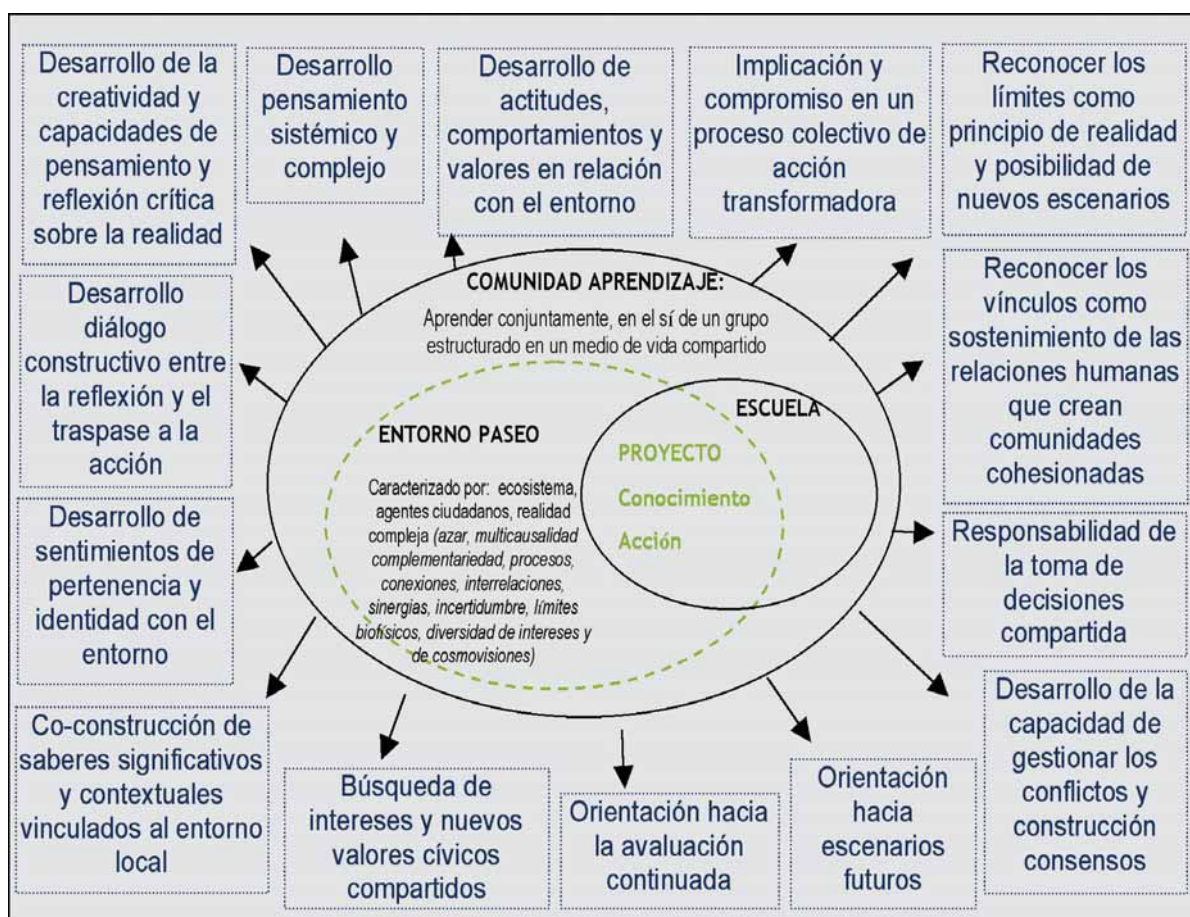 Desarrollo de la
creatividad y
capacidades de
pensamiento y
reflexión crítica
sobre la realidad
Desarrollo
pensamiento
sistémico y
complejo
Desarrollo de
actitudes,
comportamientos y
valores en relación
con el entorno
Implicación y
compromiso en un
proceso colectivo de
acción
transformadora
Reconocer los
límites como
principio de realidad
y posibilidad de
nuevos escenarios
Desarrollo
diálogo
constructivo entre
la reflexión y el
traspase a la
acción
COMUNIDAD APRENDIZAJE:
Aprender conjuntamente, en el sí de un grupo
estructurado en un medio de vida compartido
Reconocer los
vínculos como
sostenimiento de las
relaciones humanas
que crean
comunidades
cohesionadas
ESCUELA
PROYECTO
Conocimiento
Acción
ENTORNO PASEO
Caracterizado por: ecosistema,
agentes ciudadanos, realidad
compleja (azar, multicausalidad
complementariedad, procesos,
conexiones, interrelaciones,
sinergias, incertidumbre, límites
biofísicos, diversidad de intereses y
de cosmovisiones)
Desarrollo de
sentimientos de
pertenencia y
identidad con el
entorno
Responsabilidad de
la toma de
decisiones
compartida
Co-construcción de
saberes significativos
y contextuales
vinculados al entorno
local
Búsqueda de
intereses y nuevos
valores cívicos
compartidos
Orientación hacia
la avaluación
continuada
Orientación
hacia
escenarios
futuros
Desarrollo de la
capacidad de
gestionar los
conflictos y
construcción
consensos